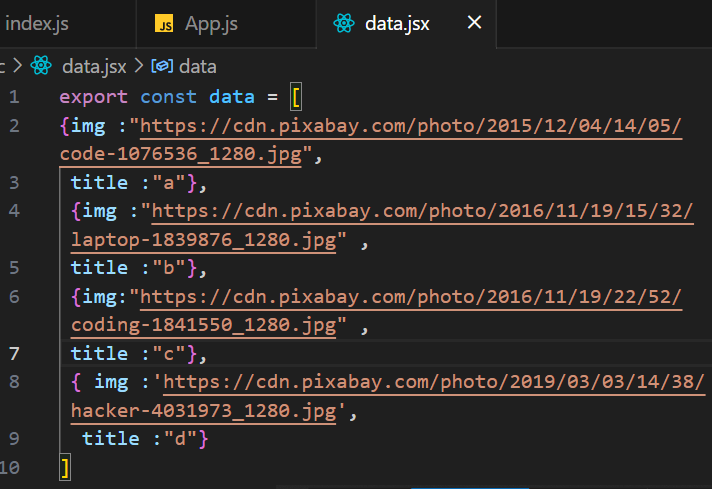 index.js JS App.js data.jsx ×
c > data.jsx > data
1 export const data = [
2 {img :"https://cdn.pixabay.com/photo/2015/12/04/14/05/
code-1076536_1280.jpg",
3 title :"a"},
4 {img :"https://cdn.pixabay.com/photo/2016/11/19/15/32/
laptop-1839876_1280.jpg" ,
5 title :"b"},
6 {img:"https://cdn.pixabay.com/photo/2016/11/19/22/52/
coding-1841550_1280.jpg" ,
7 title :"c"},
8 { img :'https://cdn.pixabay.com/photo/2019/03/03/14/38/
hacker-4031973_1280.jpg',
9 title :"d"}
10 ]